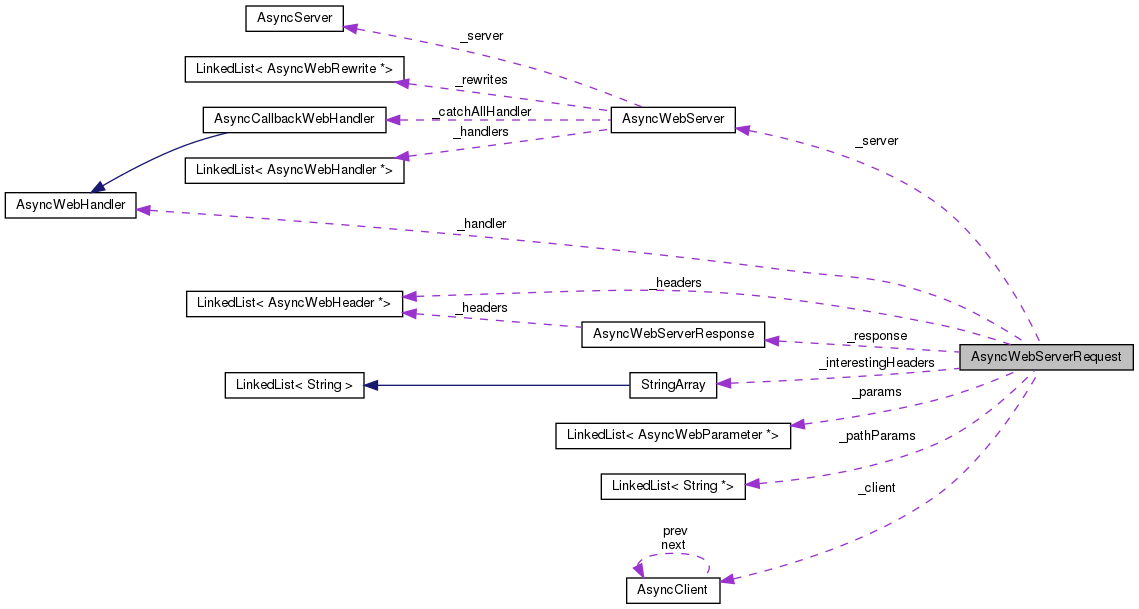 AsyncServer
_server
LinkedList< AsyncWebRewrite *>
_rewrites
AsyncCallbackWebHandler
_catchAllHandler
AsyncWebServer
_handlers
_server
LinkedList< AsyncWebHandler *>
AsyncWebHandler
_handler
_headers
LinkedList< AsyncWebHeader *>
_headers
AsyncWebServerResponse
_response
AsyncWebServerRequest
_interestingHeaders
LinkedList< String >
StringArray
_params
LinkedList< AsyncWebParameter *>
_pathParams
LinkedList< String *>
_client
prev
next
AsyncClient